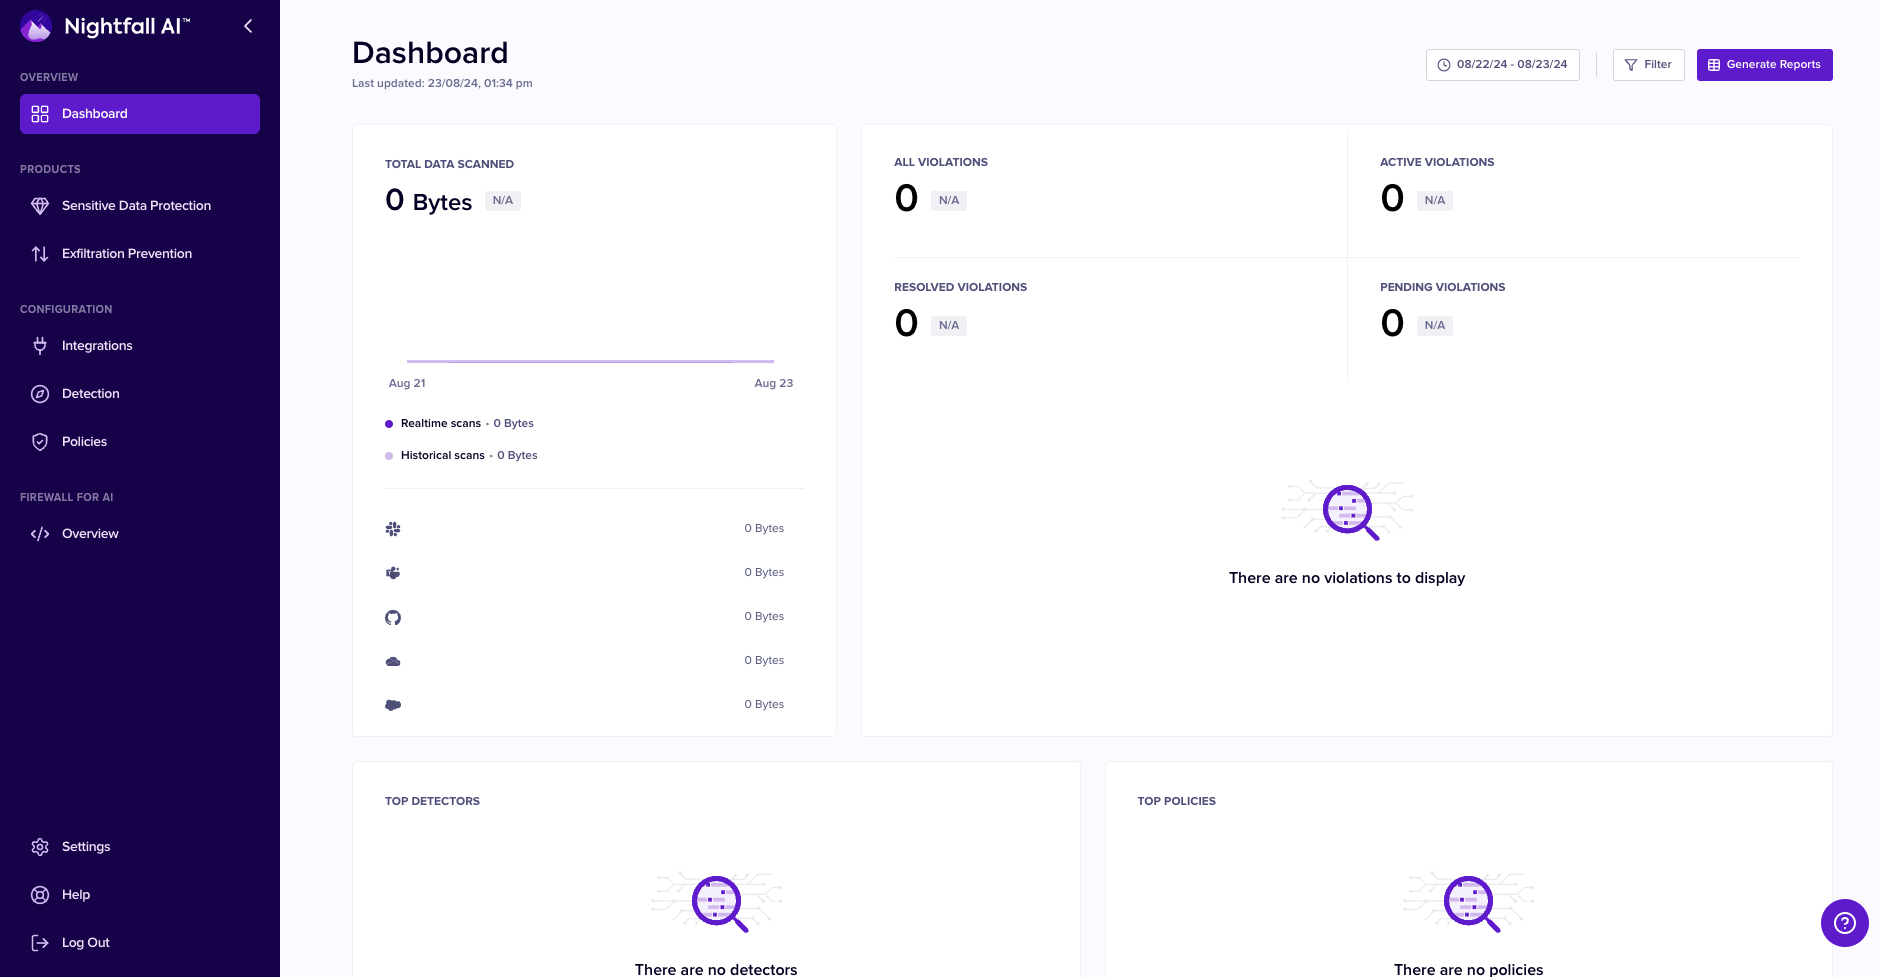 Nightfall AI™
OVERVIEW
Dashboard
PRODUCTS
Sensitive Data Protection
Exfiltration Prevention
CONFIGURATION
Integrations
Detection
Policies
FIREWALL FOR AI
Overview
Settings
Help
Log Out
Dashboard
Last updated: 23/08/24, 01:34 pm
08/22/24 - 08/23/24
Filter
Generate Reports
TOTAL DATA SCANNED
0 Bytes N/A
Aug 21 Aug 23
Realtime scans • 0 Bytes
Historical scans • 0 Bytes
0 Bytes
0 Bytes
0 Bytes
0 Bytes
0 Bytes
ALL VIOLATIONS
0 N/A
ACTIVE VIOLATIONS
0 N/A
RESOLVED VIOLATIONS
0 N/A
PENDING VIOLATIONS
0 N/A
There are no violations to display
TOP DETECTORS
There are no detectors
TOP POLICIES
There are no policies